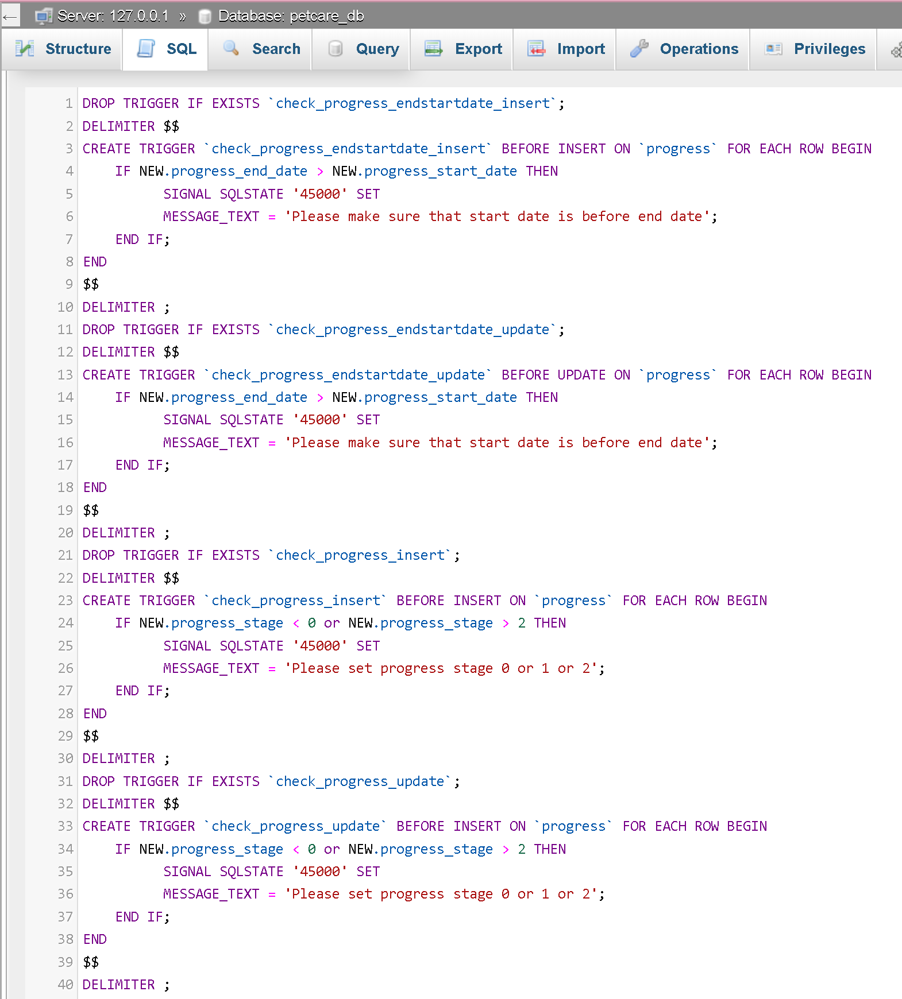 ← Server: 127.0.0.1 » Database: petcare_db
Structure SQL Search Query Export Import Operations Privileges
1 DROP TRIGGER IF EXISTS `check_progress_endstartdate_insert`;
2 DELIMITER $$
3 CREATE TRIGGER `check_progress_endstartdate_insert` BEFORE INSERT ON `progress` FOR EACH ROW BEGIN
4     IF NEW.progress_end_date > NEW.progress_start_date THEN
5           SIGNAL SQLSTATE '45000' SET
6           MESSAGE_TEXT = 'Please make sure that start date is before end date';
7     END IF;
8 END
9 $$
10 DELIMITER ;
11 DROP TRIGGER IF EXISTS `check_progress_endstartdate_update`;
12 DELIMITER $$
13 CREATE TRIGGER `check_progress_endstartdate_update` BEFORE UPDATE ON `progress` FOR EACH ROW BEGIN
14     IF NEW.progress_end_date > NEW.progress_start_date THEN
15           SIGNAL SQLSTATE '45000' SET
16           MESSAGE_TEXT = 'Please make sure that start date is before end date';
17     END IF;
18 END
19 $$
20 DELIMITER ;
21 DROP TRIGGER IF EXISTS `check_progress_insert`;
22 DELIMITER $$
23 CREATE TRIGGER `check_progress_insert` BEFORE INSERT ON `progress` FOR EACH ROW BEGIN
24     IF NEW.progress_stage < 0 or NEW.progress_stage > 2 THEN
25           SIGNAL SQLSTATE '45000' SET
26           MESSAGE_TEXT = 'Please set progress stage 0 or 1 or 2';
27     END IF;
28 END
29 $$
30 DELIMITER ;
31 DROP TRIGGER IF EXISTS `check_progress_update`;
32 DELIMITER $$
33 CREATE TRIGGER `check_progress_update` BEFORE INSERT ON `progress` FOR EACH ROW BEGIN
34     IF NEW.progress_stage < 0 or NEW.progress_stage > 2 THEN
35           SIGNAL SQLSTATE '45000' SET
36           MESSAGE_TEXT = 'Please set progress stage 0 or 1 or 2';
37     END IF;
38 END
39 $$
40 DELIMITER ;